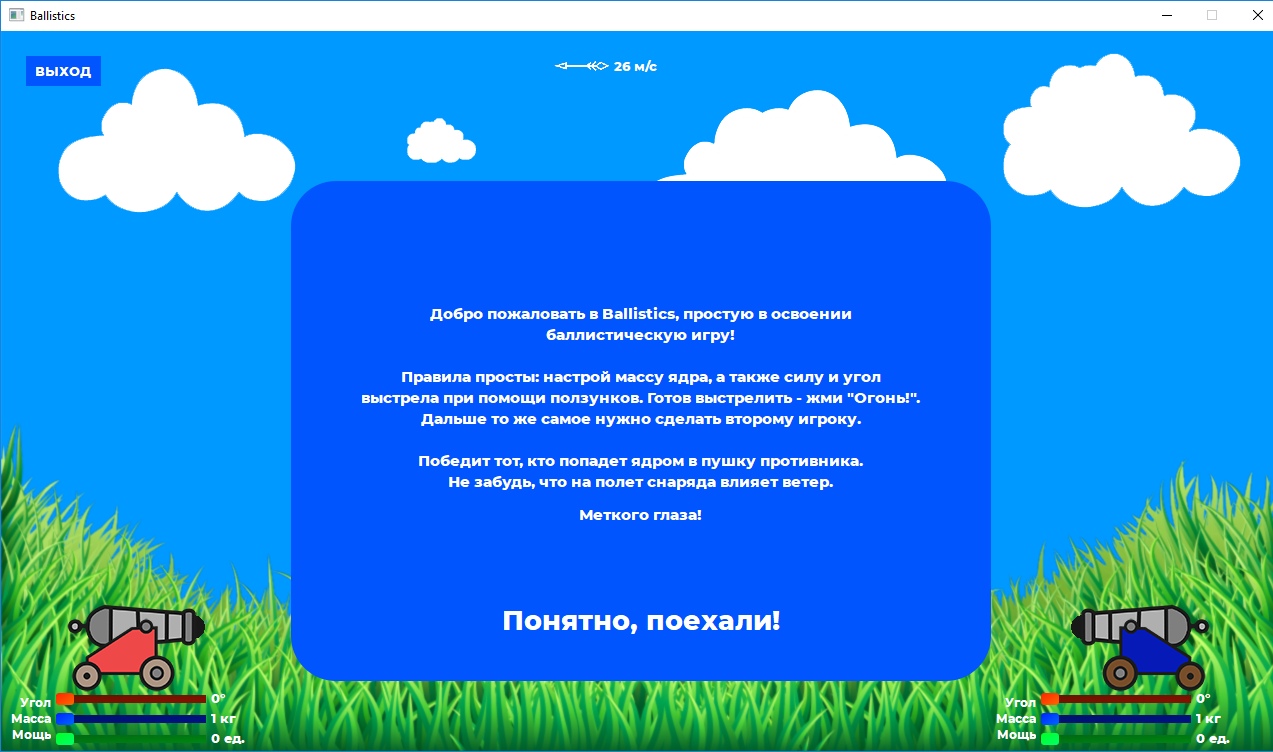 Ballistics
ВЫХОД
26 м/с
Добро пожаловать в Ballistics, простую в освоении
баллистическую игру!
Правила просты: настрой массу ядра, а также силу и угол
выстрела при помощи ползунков. Готов выстрелить - жми "Огонь!".
Дальше то же самое нужно сделать второму игроку.
Победит тот, кто попадет ядром в пушку противника.
Не забудь, что на полет снаряда влияет ветер.
Меткого глаза!
Понятно, поехали!
Угол 0°
Масса 1 кг
Мощь 0 ед.
Угол 0°
Масса 1 кг
Мощь 0 ед.